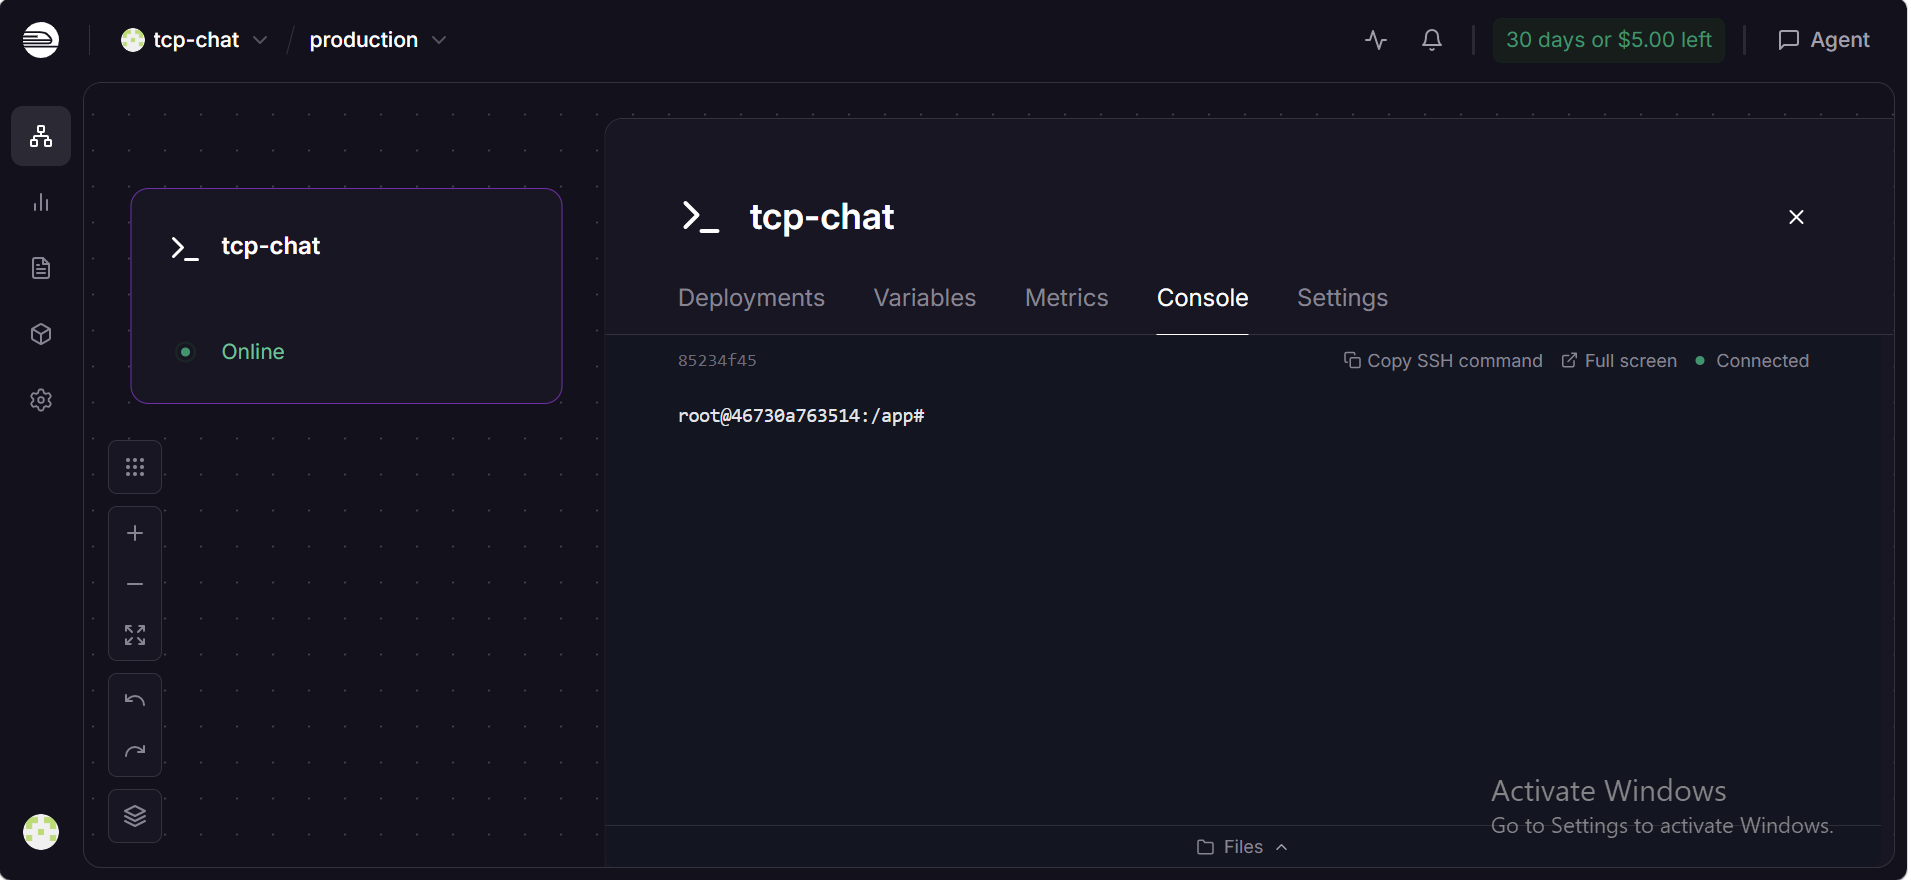 tcp-chat / production
30 days or $5.00 left
Agent
tcp-chat
Online
tcp-chat
Deployments Variables Metrics Console Settings
85234f45
Copy SSH command Full screen Connected
root@46730a763514:/app#
Files
Activate Windows
Go to Settings to activate Windows.